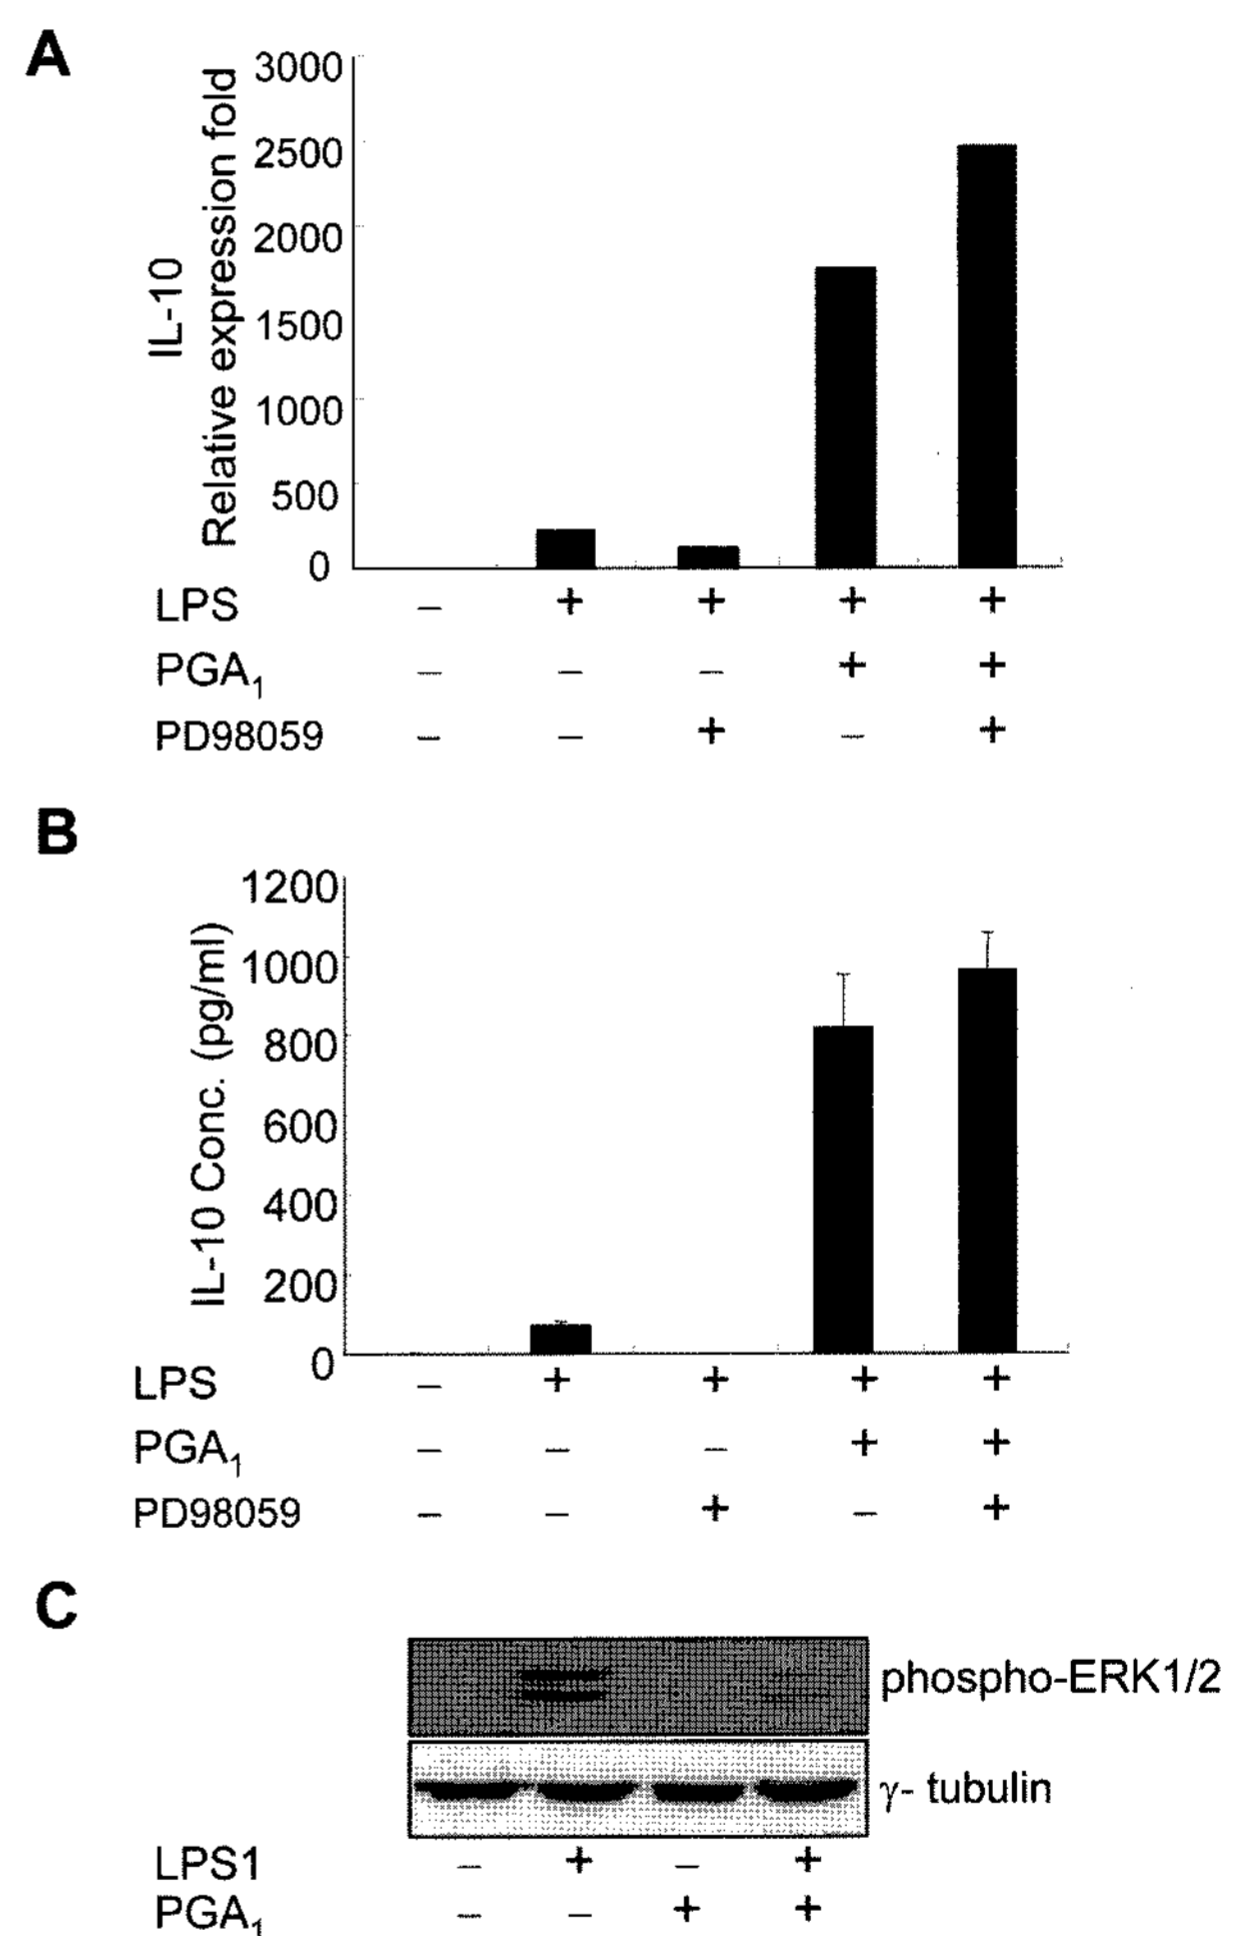 A
3000
2500
2000
1500
1000
500
0
IL-10
Relative expression fold
LPS – + + + +
PGA₁ – – – + +
PD98059 – – + – +
B
1200
1000
800
600
400
200
0
IL-10 Conc. (pg/ml)
LPS – + + + +
PGA₁ – – – + +
PD98059 – – + – +
C
phospho-ERK1/2
γ- tubulin
LPS1 – + – +
PGA₁ – – + +